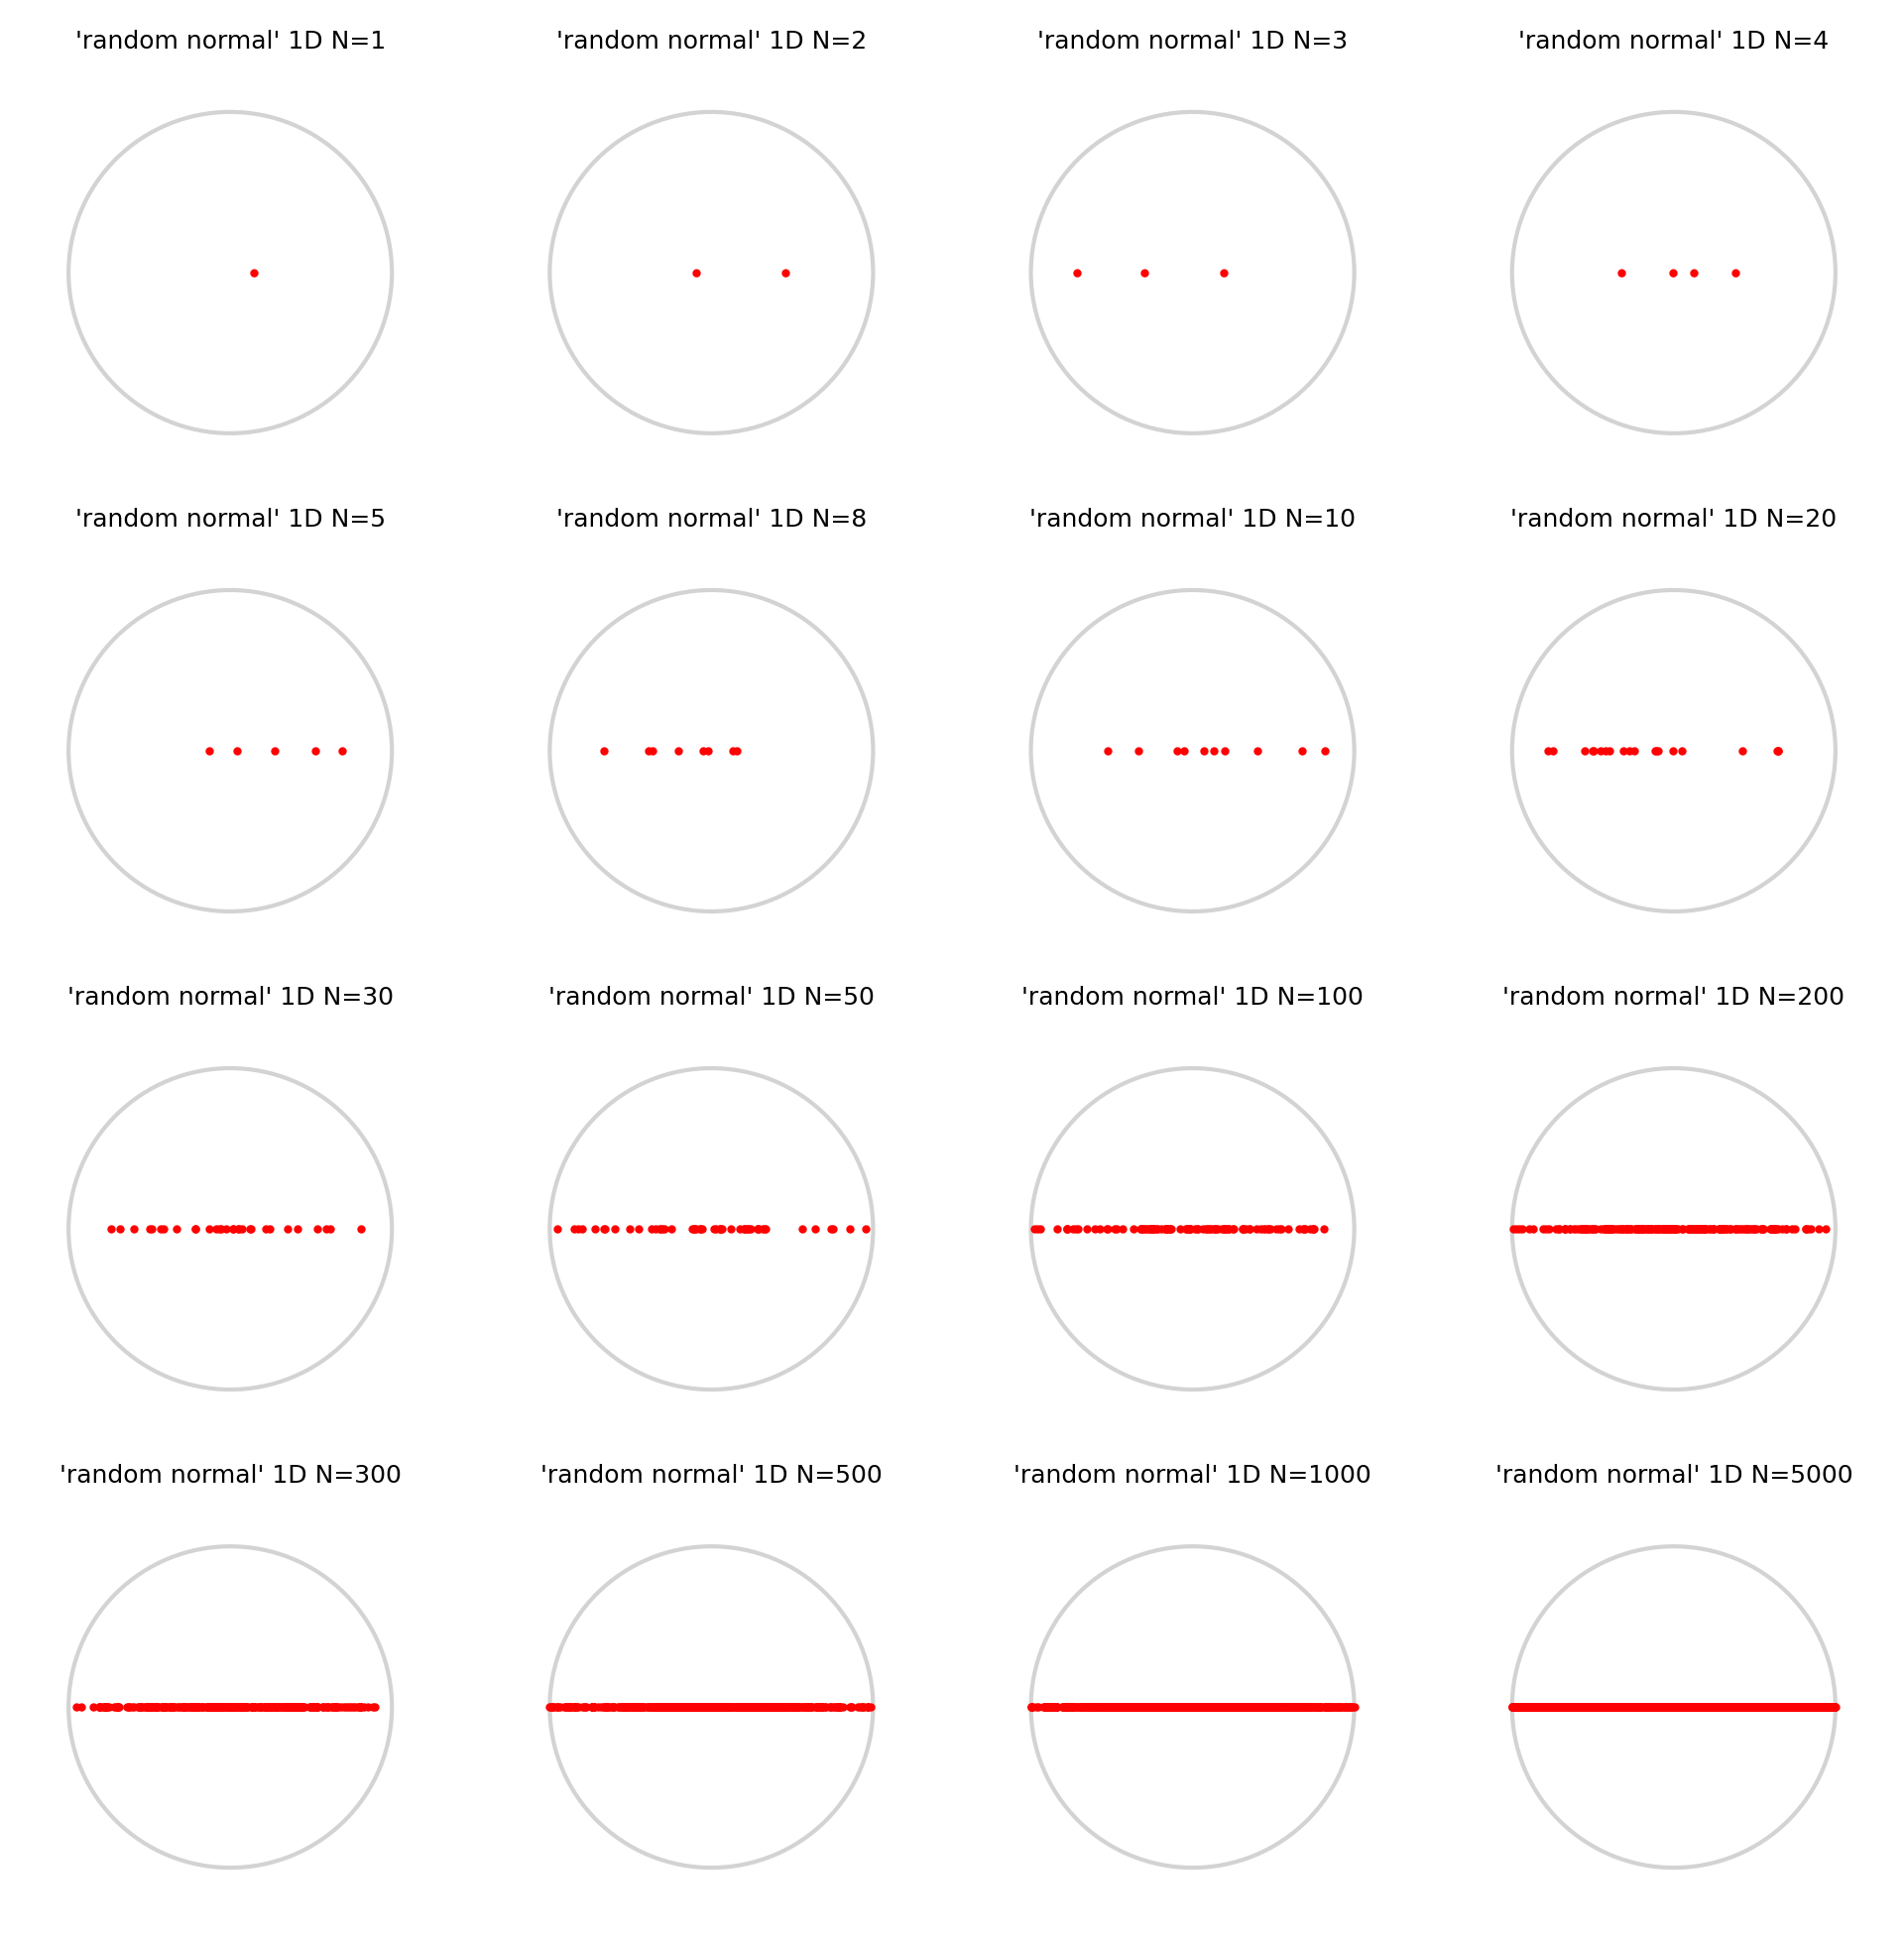 'random normal' 1D N=1
'random normal' 1D N=2
'random normal' 1D N=3
'random normal' 1D N=4
'random normal' 1D N=5
'random normal' 1D N=8
'random normal' 1D N=10
'random normal' 1D N=20
'random normal' 1D N=30
'random normal' 1D N=50
'random normal' 1D N=100
'random normal' 1D N=200
'random normal' 1D N=300
'random normal' 1D N=500
'random normal' 1D N=1000
'random normal' 1D N=5000